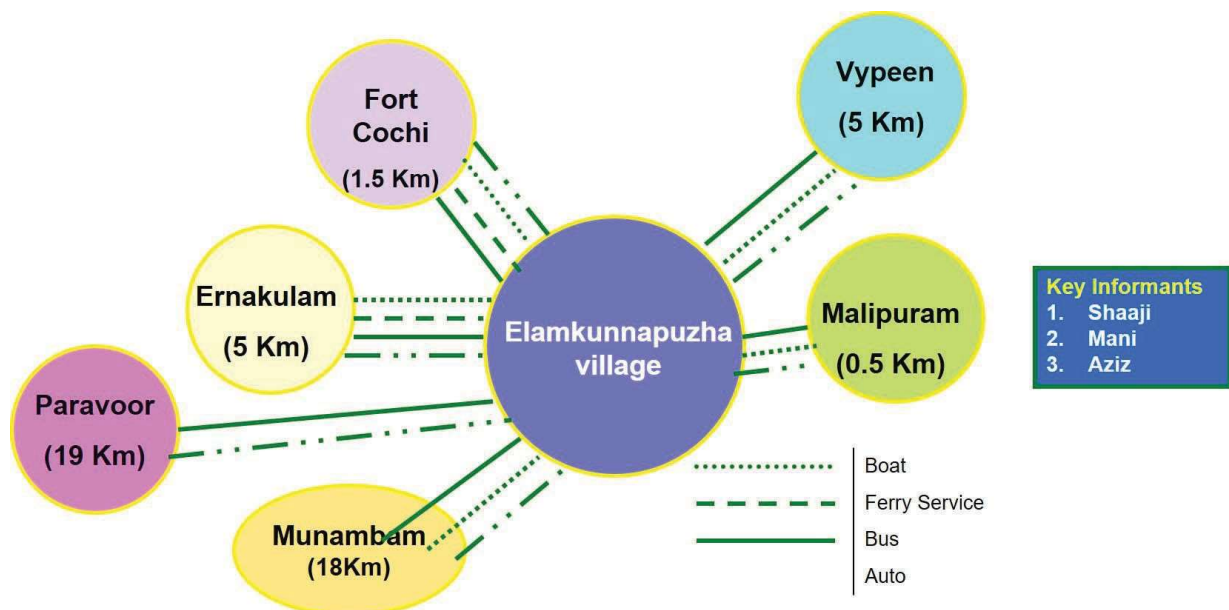 Fort
Cochi
(1.5 Km)
Vypeen
(5 Km)
Ernakulam
(5 Km)
Elamkunnapuzha
village
Malipuram
(0.5 Km)
Key Informants
1. Shaaji
2. Mani
3. Aziz
Paravoor
(19 Km)
Munambam
(18Km)
Boat
Ferry Service
Bus
Auto